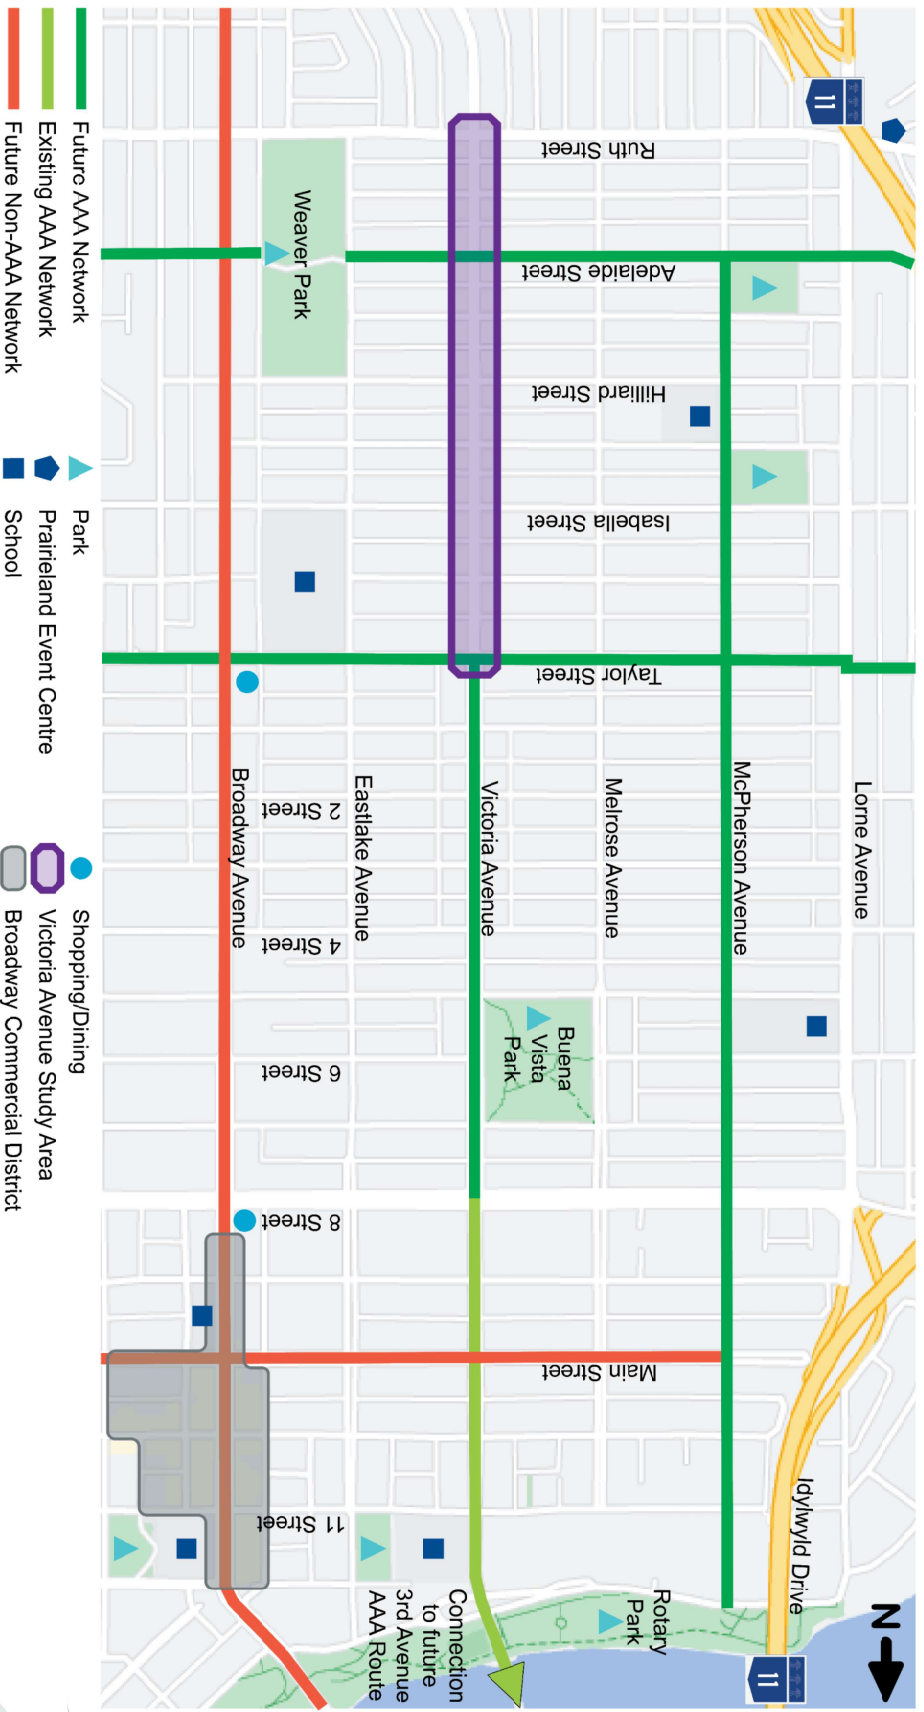 11
Ruth Street
Weaver Park
Adelaide Street
Hilliard Street
Isabella Street
Taylor Street
Lorne Avenue
McPherson Avenue
Melrose Avenue
Victoria Avenue
Eastlake Avenue
Broadway Avenue
2 Street
4 Street
Buena
Vista
Park
6 Street
8 Street
Main Street
11 Street
Idylwyld Drive
Rotary
Park
Connection
to future
3rd Avenue
AAA Route
11
N
Future AAA Network
Existing AAA Network
Future Non-AAA Network
Park
Prairieland Event Centre
School
Shopping/Dining
Victoria Avenue Study Area
Broadway Commercial District